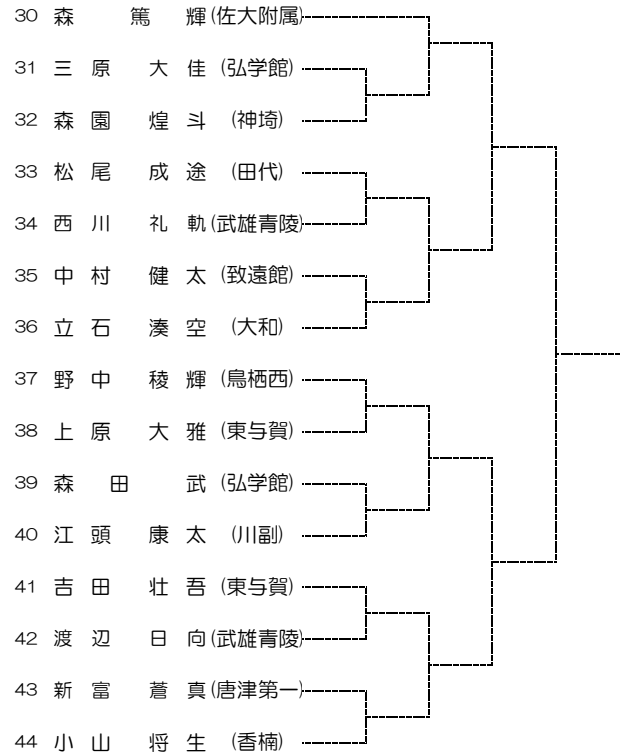 30 森 篤 輝 (佐大附属)
31 三 原 大 佳 (弘学館)
32 森 園 煌 斗 (神埼)
33 松 尾 成 途 (田代)
34 西 川 礼 軌 (武雄青陵)
35 中 村 健 太 (致遠館)
36 立 石 湊 空 (大和)
37 野 中 稜 輝 (鳥栖西)
38 上 原 大 雅 (東与賀)
39 森 田 武 (弘学館)
40 江 頭 康 太 (川副)
41 吉 田 壮 吾 (東与賀)
42 渡 辺 日 向 (武雄青陵)
43 新 富 蒼 真 (唐津第一)
44 小 山 将 生 (香楠)